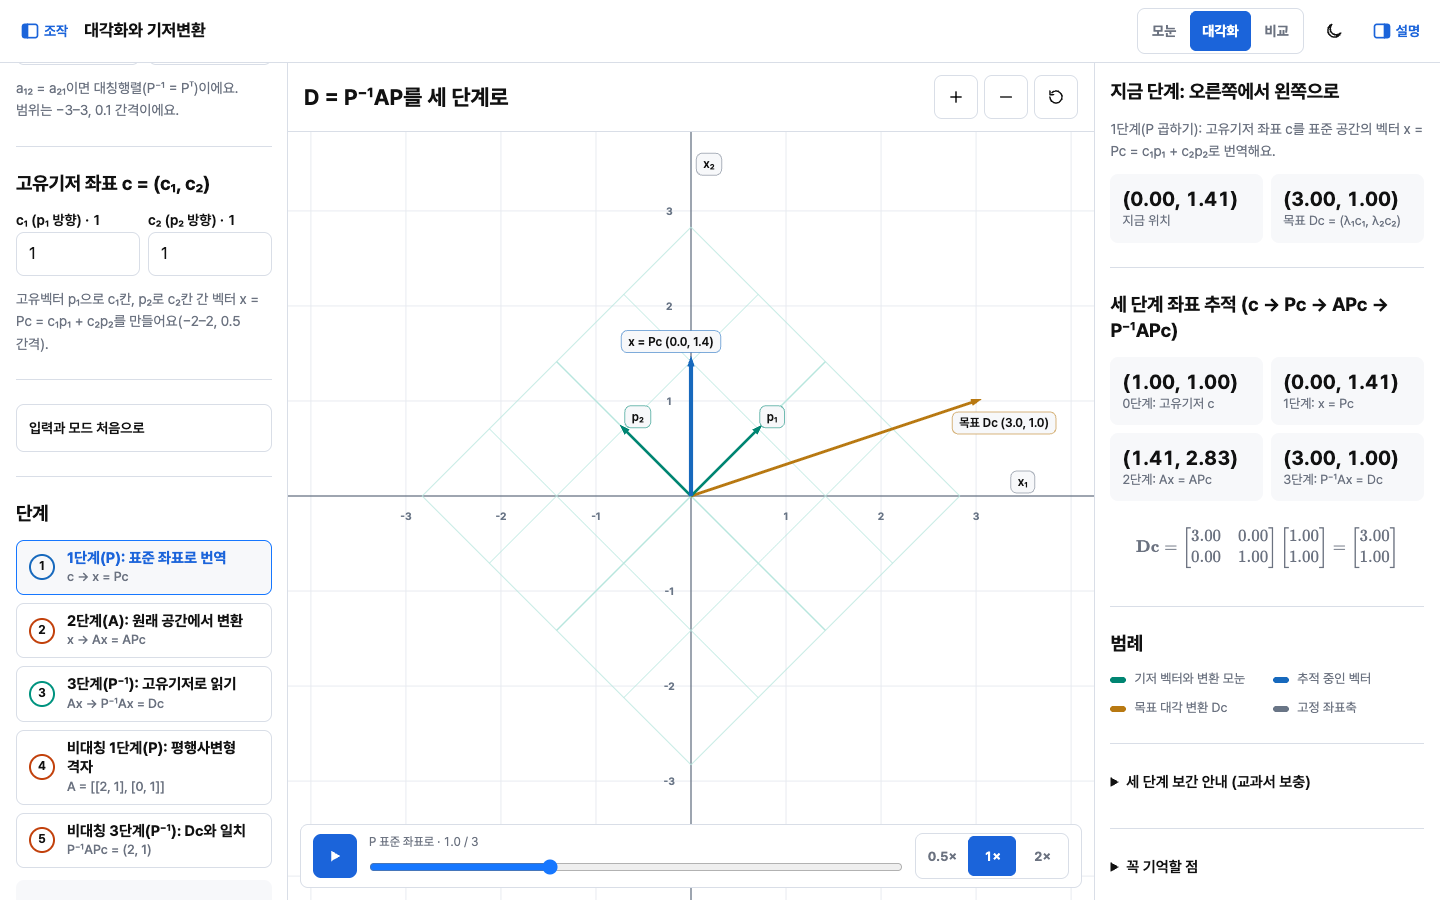 조작
대각화와 기저변환
모눈
대각화
비교
설명
a₁₂ = a₂₁이면 대칭행렬(P⁻¹ = Pᵀ)이에요.
범위는 −3–3, 0.1 간격이에요.
고유기저 좌표 c = (c₁, c₂)
c₁ (p₁ 방향) · 1
c₂ (p₂ 방향) · 1
1
1
고유벡터 p₁으로 c₁칸, p₂로 c₂칸 간 벡터 x =
Pc = c₁p₁ + c₂p₂를 만들어요(−2–2, 0.5
간격).
입력과 모드 처음으로
단계
1
1단계(P): 표준 좌표로 번역
c → x = Pc
2
2단계(A): 원래 공간에서 변환
x → Ax = APc
3
3단계(P⁻¹): 고유기저로 읽기
Ax → P⁻¹Ax = Dc
4
비대칭 1단계(P): 평행사변형
격자
A = [[2, 1], [0, 1]]
5
비대칭 3단계(P⁻¹): Dc와 일치
P⁻¹APc = (2, 1)
D = P⁻¹AP를 세 단계로
+
−
x₂
3
2
x = Pc (0.0, 1.4)
1
p₂
p₁
목표 Dc (3.0, 1.0)
x₁
-3
-2
-1
1
2
3
-1
-2
-3
P 표준 좌표로 · 1.0 / 3
0.5×
1×
2×
지금 단계: 오른쪽에서 왼쪽으로
1단계(P 곱하기): 고유기저 좌표 c를 표준 공간의 벡터 x =
Pc = c₁p₁ + c₂p₂로 번역해요.
(0.00, 1.41)
지금 위치
(3.00, 1.00)
목표 Dc = (λ₁c₁, λ₂c₂)
세 단계 좌표 추적 (c → Pc → APc →
P⁻¹APc)
(1.00, 1.00)
0단계: 고유기저 c
(0.00, 1.41)
1단계: x = Pc
(1.41, 2.83)
2단계: Ax = APc
(3.00, 1.00)
3단계: P⁻¹Ax = Dc
Dc = [3.00 0.00] [1.00] = [3.00]
[0.00 1.00] [1.00] [1.00]
범례
기저 벡터와 변환 모눈
추적 중인 벡터
목표 대각 변환 Dc
고정 좌표축
▶ 세 단계 보간 안내 (교과서 보충)
▶ 꼭 기억할 점